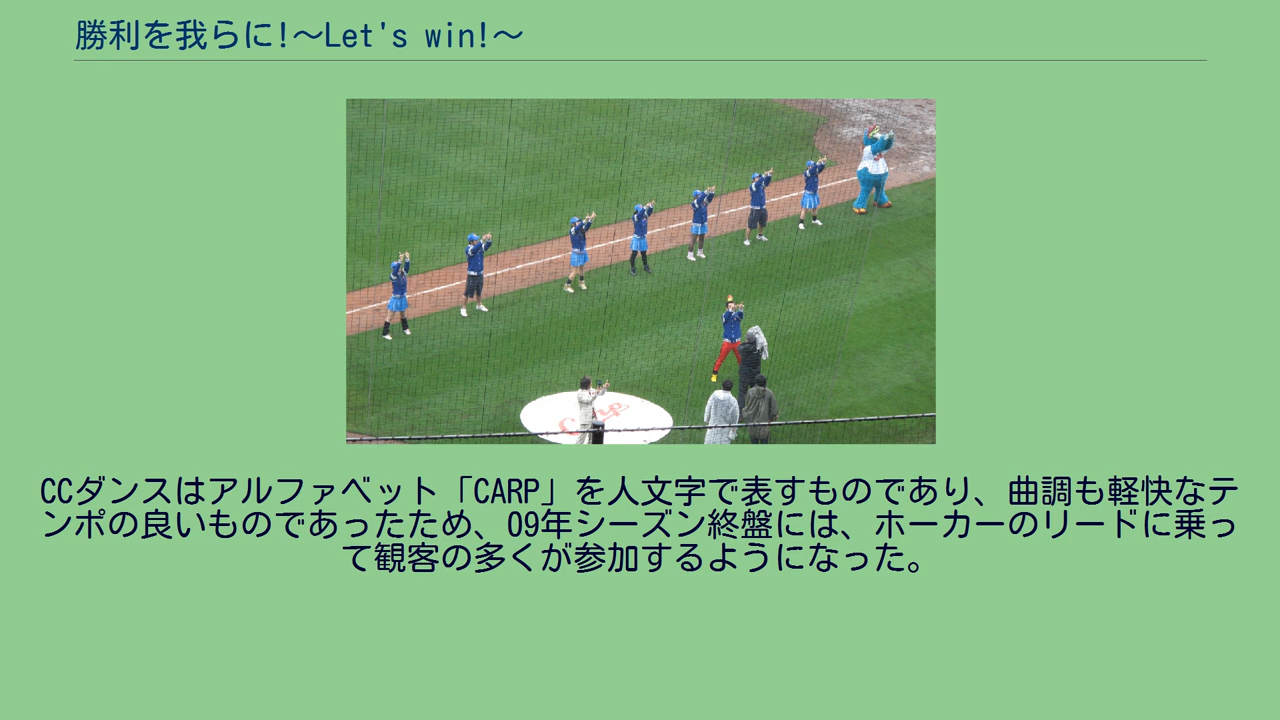 勝利を我らに!～Let's win!～
Carp
CCダンスはアルファベット「CARP」を人文字で表すものであり、曲調も軽快なテ
ンポの良いものであったため、09年シーズン終盤には、ホーカーのリードに乗っ
て観客の多くが参加するようになった。